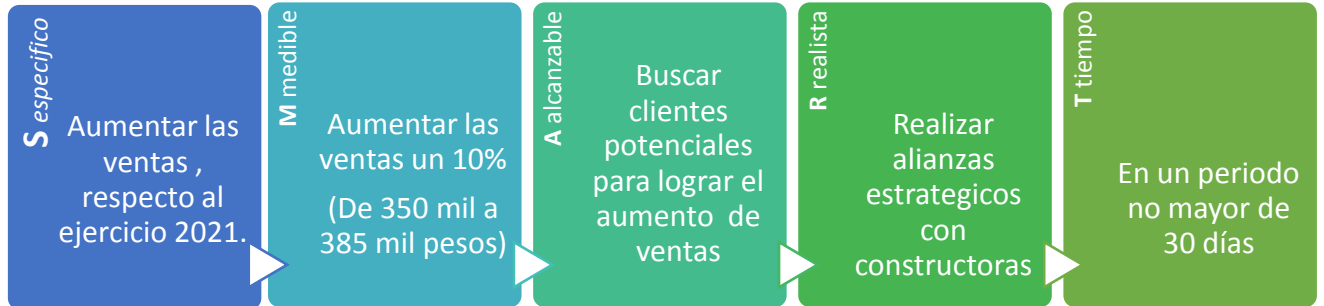 S especifico
Aumentar las
ventas ,
respecto al
ejercicio 2021.
M medible
Aumentar las
ventas un 10%
(De 350 mil a
385 mil pesos)
A alcanzable
Buscar
clientes
potenciales
para lograr el
aumento de
ventas
R realista
Realizar
alianzas
estrategicos
con
constructoras
T tiempo
En un periodo
no mayor de
30 días